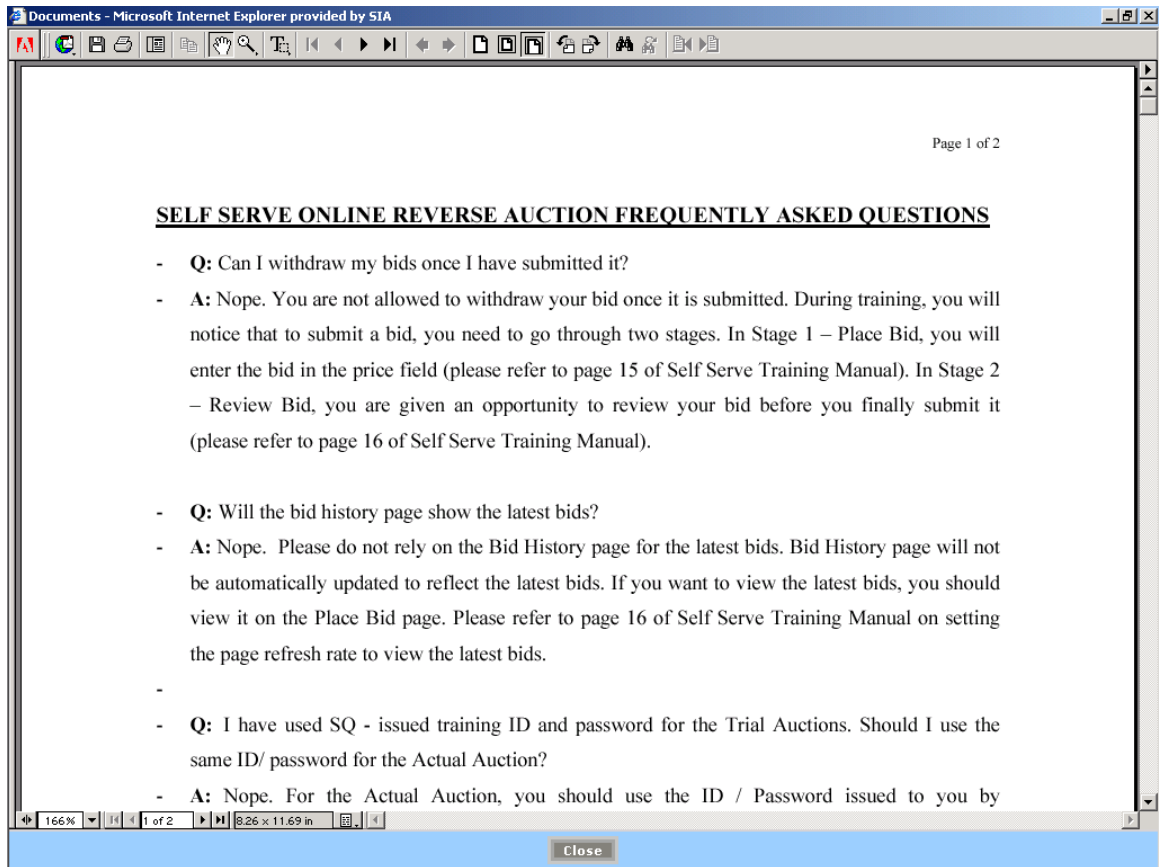 Documents - Microsoft Internet Explorer provided by SIA
Page 1 of 2
SELF SERVE ONLINE REVERSE AUCTION FREQUENTLY ASKED QUESTIONS
- Q: Can I withdraw my bids once I have submitted it?
- A: Nope. You are not allowed to withdraw your bid once it is submitted. During training, you will
notice that to submit a bid, you need to go through two stages. In Stage 1 – Place Bid, you will
enter the bid in the price field (please refer to page 15 of Self Serve Training Manual). In Stage 2
– Review Bid, you are given an opportunity to review your bid before you finally submit it
(please refer to page 16 of Self Serve Training Manual).
- Q: Will the bid history page show the latest bids?
- A: Nope.  Please do not rely on the Bid History page for the latest bids. Bid History page will not
be automatically updated to reflect the latest bids. If you want to view the latest bids, you should
view it on the Place Bid page. Please refer to page 16 of Self Serve Training Manual on setting
the page refresh rate to view the latest bids.
-
- Q: I have used SQ - issued training ID and password for the Trial Auctions. Should I use the
same ID/ password for the Actual Auction?
- A: Nope. For the Actual Auction, you should use the ID / Password issued to you by
166% 1 of 2 8.26 x 11.69 in
Close